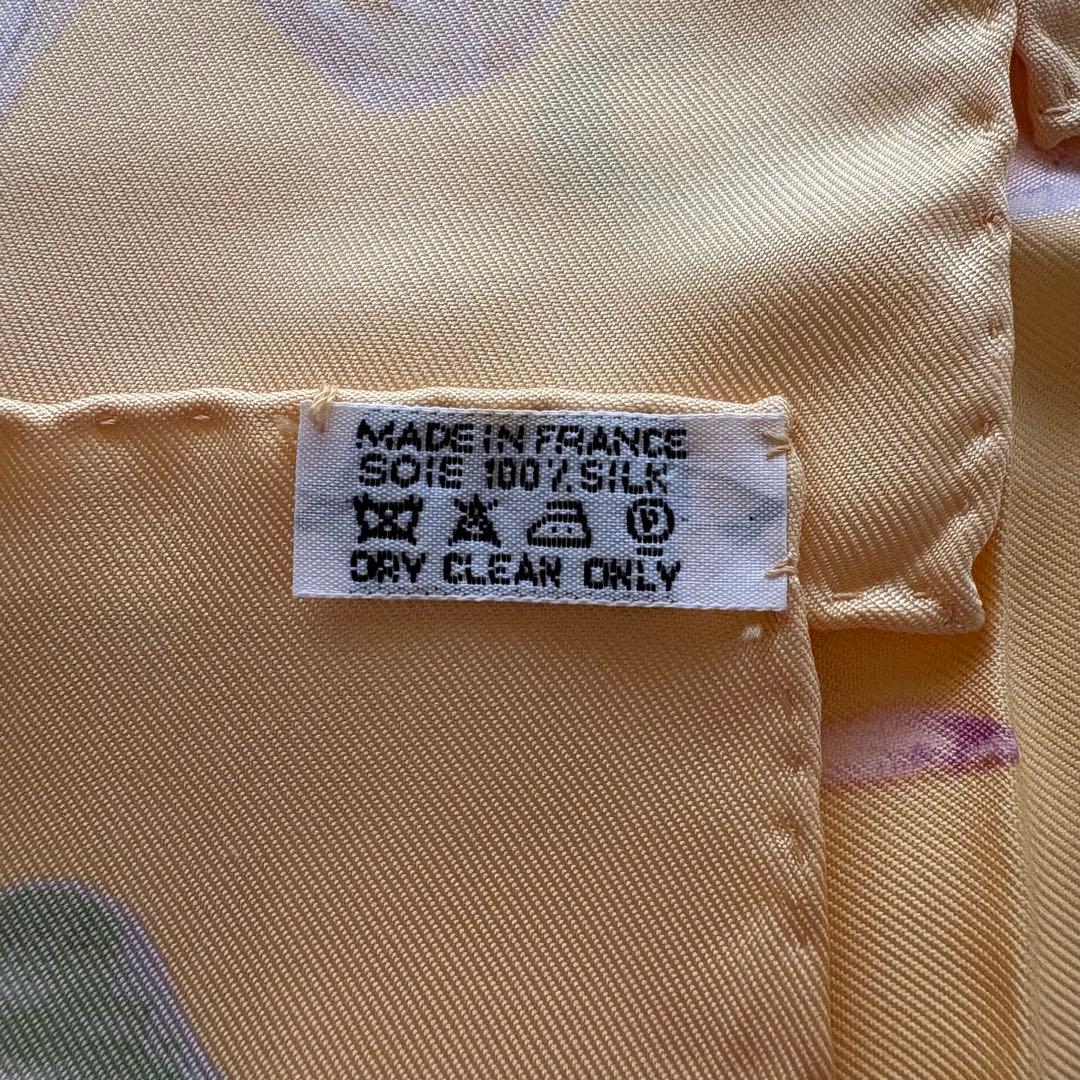 MADE IN FRANCE
SOIE 100% SILK
P
DRY CLEAN ONLY